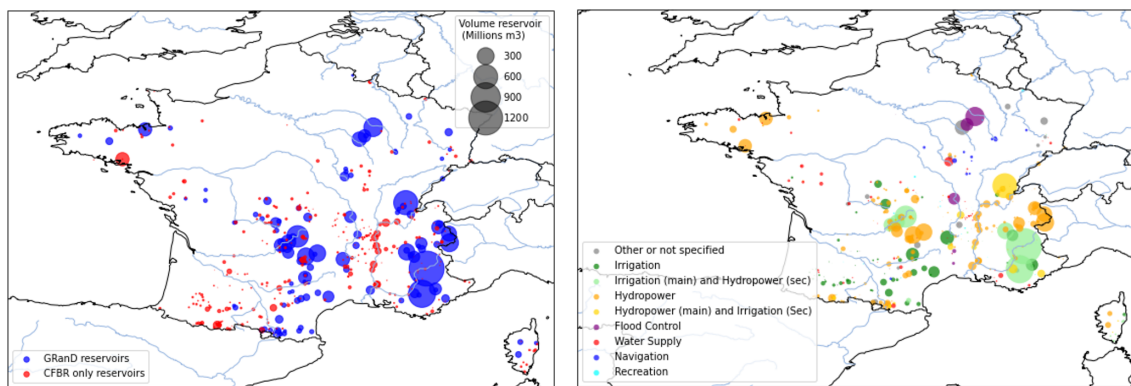 Volume reservoir
(Millions m3)
300
600
900
1200
GRanD reservoirs
CFBR only reservoirs
Other or not specified
Irrigation
Irrigation (main) and Hydropower (sec)
Hydropower
Hydropower (main) and Irrigation (Sec)
Flood Control
Water Supply
Navigation
Recreation